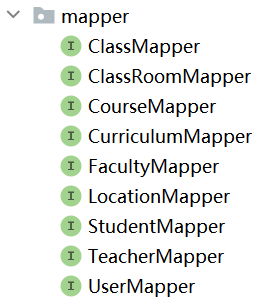 mapper
I ClassMapper
I ClassRoomMapper
I CourseMapper
I CurriculumMapper
I FacultyMapper
I LocationMapper
I StudentMapper
I TeacherMapper
I UserMapper